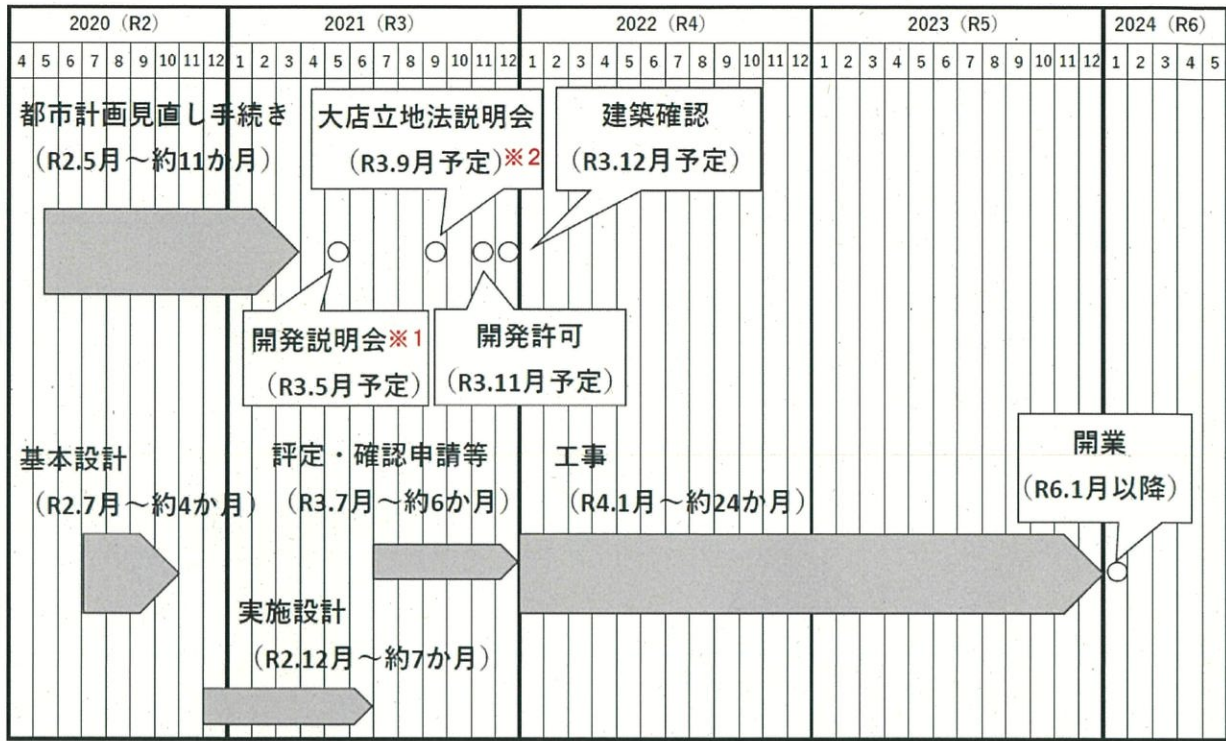 2020（R2） 2021（R3） 2022（R4） 2023（R5） 2024（R6）
4 5 6 7 8 9 10 11 12 1 2 3 4 5 6 7 8 9 10 11 12 1 2 3 4 5 6 7 8 9 10 11 12 1 2 3 4 5 6 7 8 9 10 11 12 1 2 3 4 5
都市計画見直し手続き
（R2.5月～約11か月）
大店立地法説明会
（R3.9月予定）※2
建築確認
（R3.12月予定）
開発説明会※1
（R3.5月予定）
開発許可
（R3.11月予定）
基本設計
（R2.7月～約4か月）
評定・確認申請等
（R3.7月～約6か月）
工事
（R4.1月～約24か月）
開業
（R6.1月以降）
実施設計
（R2.12月～約7か月）